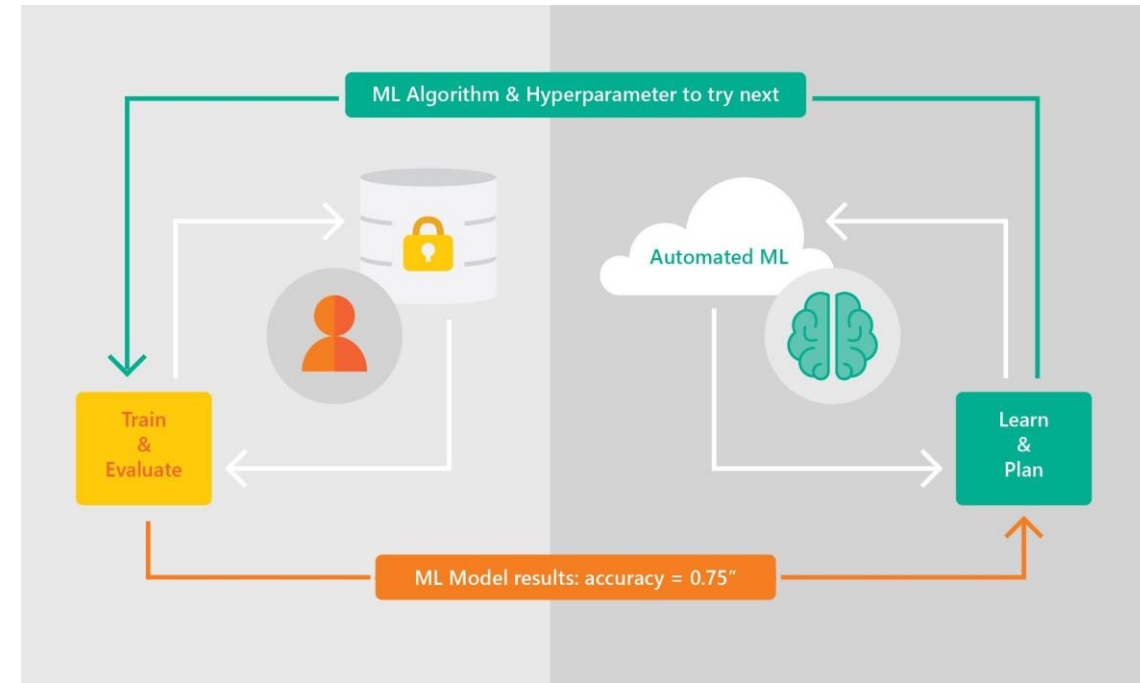 ML Algorithm & Hyperparameter to try next
Automated ML
Train
&
Evaluate
Learn
&
Plan
ML Model results: accuracy = 0.75″